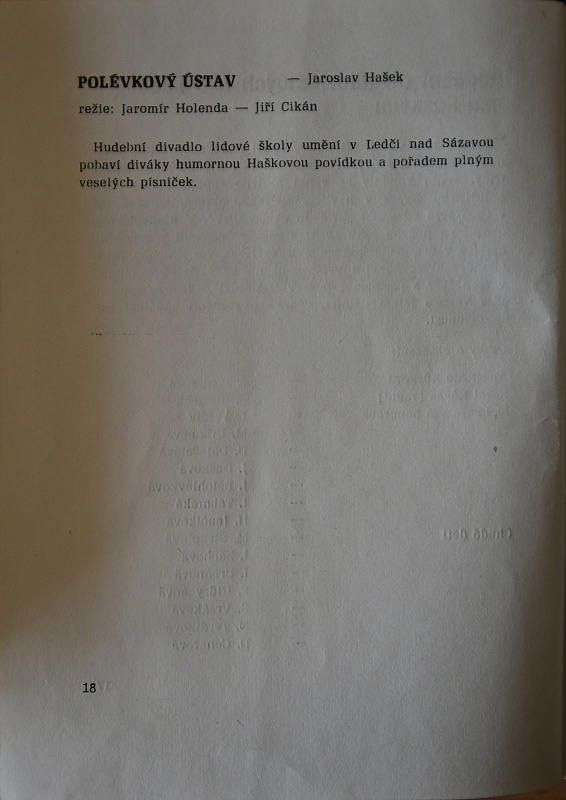 POLÉVKOVÝ ÚSTAV — Jaroslav Hašek
režie: Jaromír Holenda — Jiří Cikán
Hudební divadlo lidové školy umění v Ledči nad Sázavou
pobaví diváky humornou Haškovou povídkou a pořadem plným
veselých písniček.
18